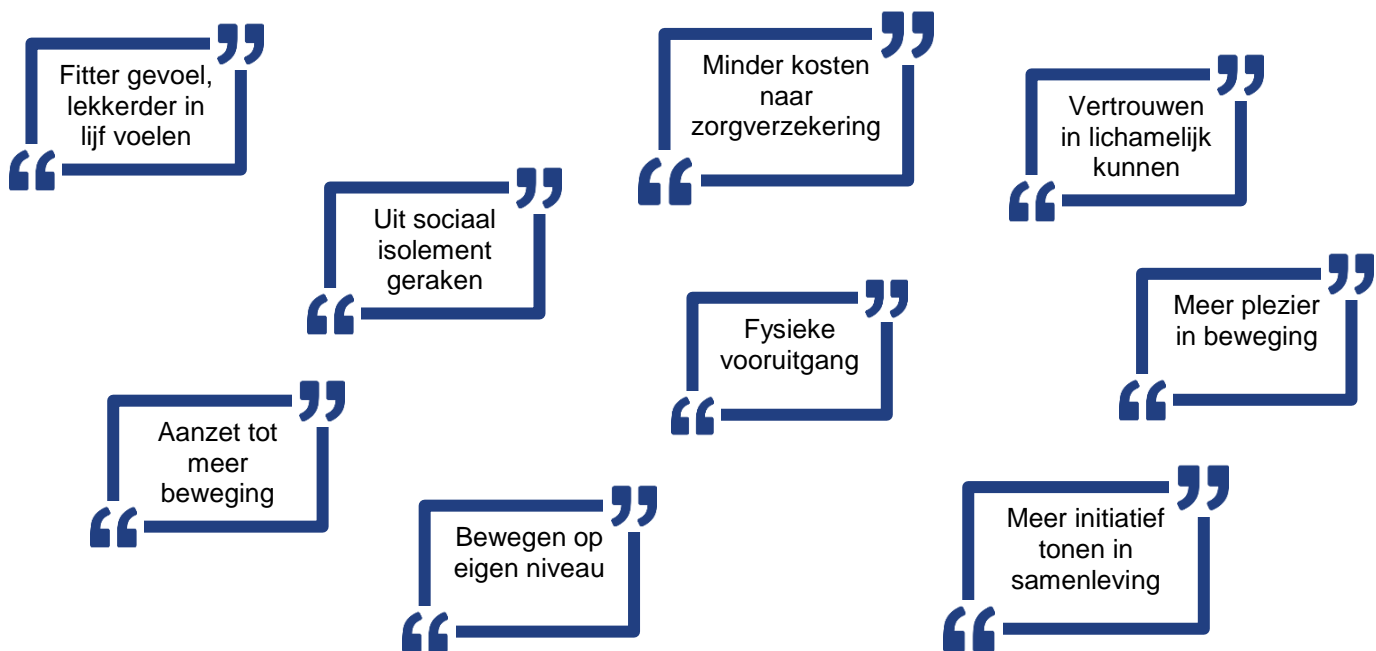 Fitter gevoel,
lekkerder in
lijf voelen
Minder kosten
naar
zorgverzekering
Vertrouwen
in lichamelijk
kunnen
Uit sociaal
isolement
geraken
Fysieke
vooruitgang
Meer plezier
in beweging
Aanzet tot
meer
beweging
Bewegen op
eigen niveau
Meer initiatief
tonen in
samenleving